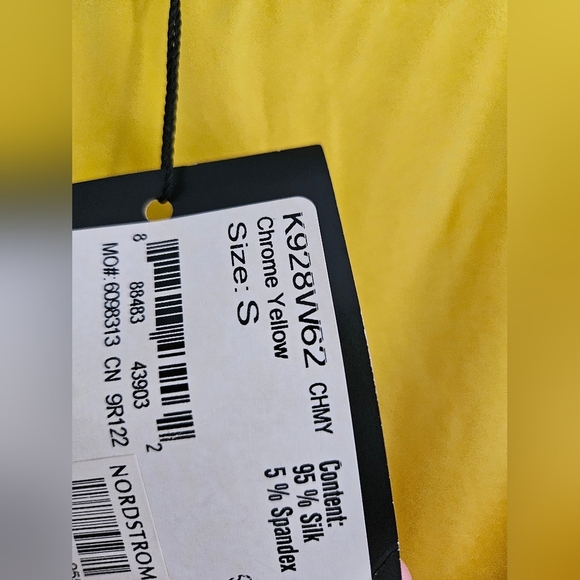 K928W62 CHMY
Chrome Yellow
Size: S
Content:
95 % Silk
5 % Spandex
8 88483 43903 2
MO#: 6098313 CN 9R122
NORDSTROM